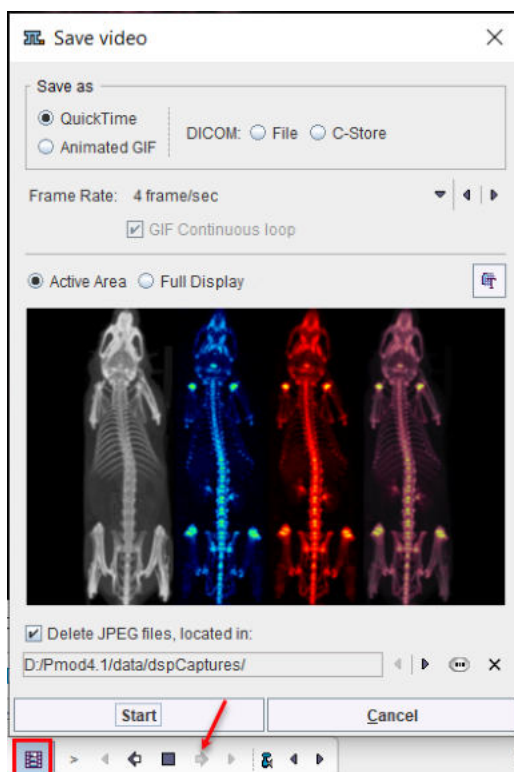 Save video
Save as
QuickTime
DICOM: File C-Store
Animated GIF
Frame Rate: 4 frame/sec
GIF Continuous loop
Active Area Full Display
Delete JPEG files, located in:
D:/Pmod4.1/data/dspCaptures/
Start Cancel